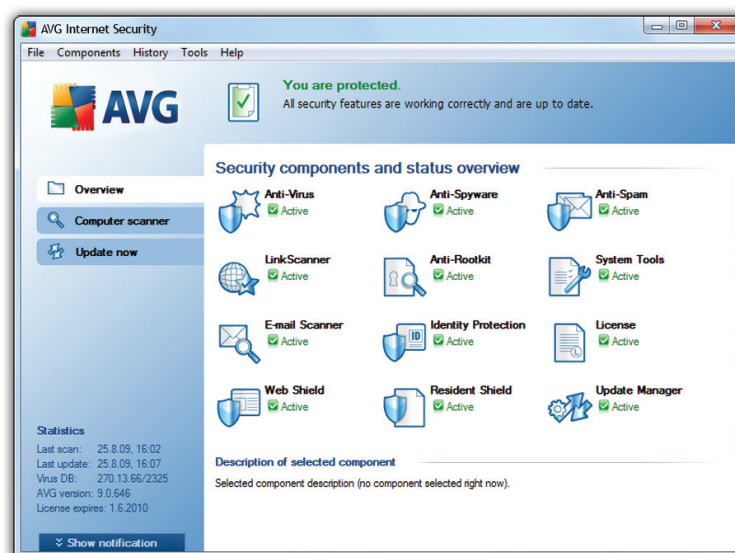 AVG Internet Security
File Components History Tools Help
AVG
You are protected.
All security features are working correctly and are up to date.
Overview
Computer scanner
Update now
Security components and status overview
Anti-Virus
Active
Anti-Spyware
Active
Anti-Spam
Active
LinkScanner
Active
Anti-Rootkit
Active
System Tools
Active
E-mail Scanner
Active
ID
Identity Protection
Active
License
Active
Web Shield
Active
Resident Shield
Active
Update Manager
Active
Statistics
Last scan: 25.8.09, 16:02
Last update: 25.8.09, 16:07
Virus DB: 270.13.66/2325
AVG version: 9.0.646
License expires: 1.6.2010
Show notification
Description of selected component
Selected component description (no component selected right now).